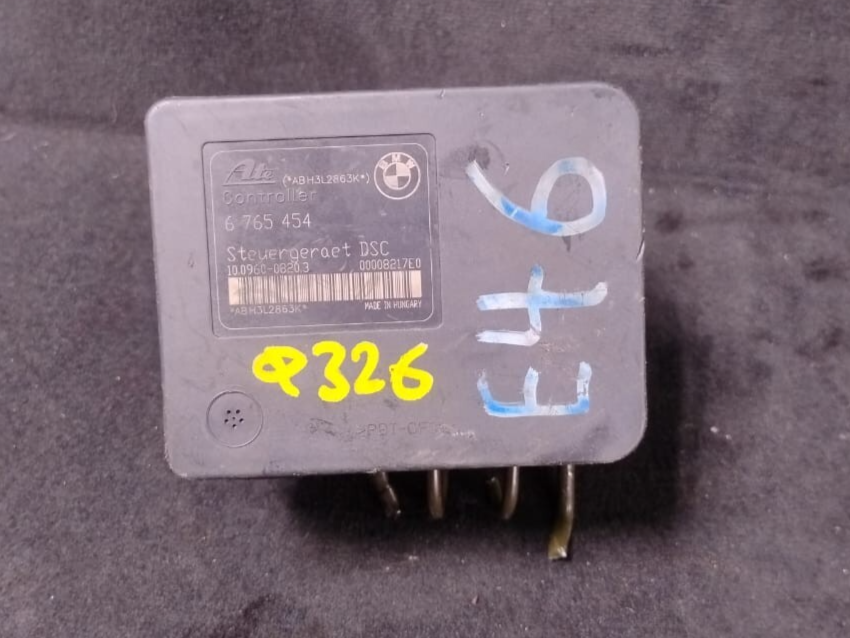 Ate (*ABH3L2863K*) BMW
Controller
6 765 454
Steuergeraet DSC
10.0960-0820.3 00008217E0
*ABH3L2863K* MADE IN HUNGARY
E46
Q326